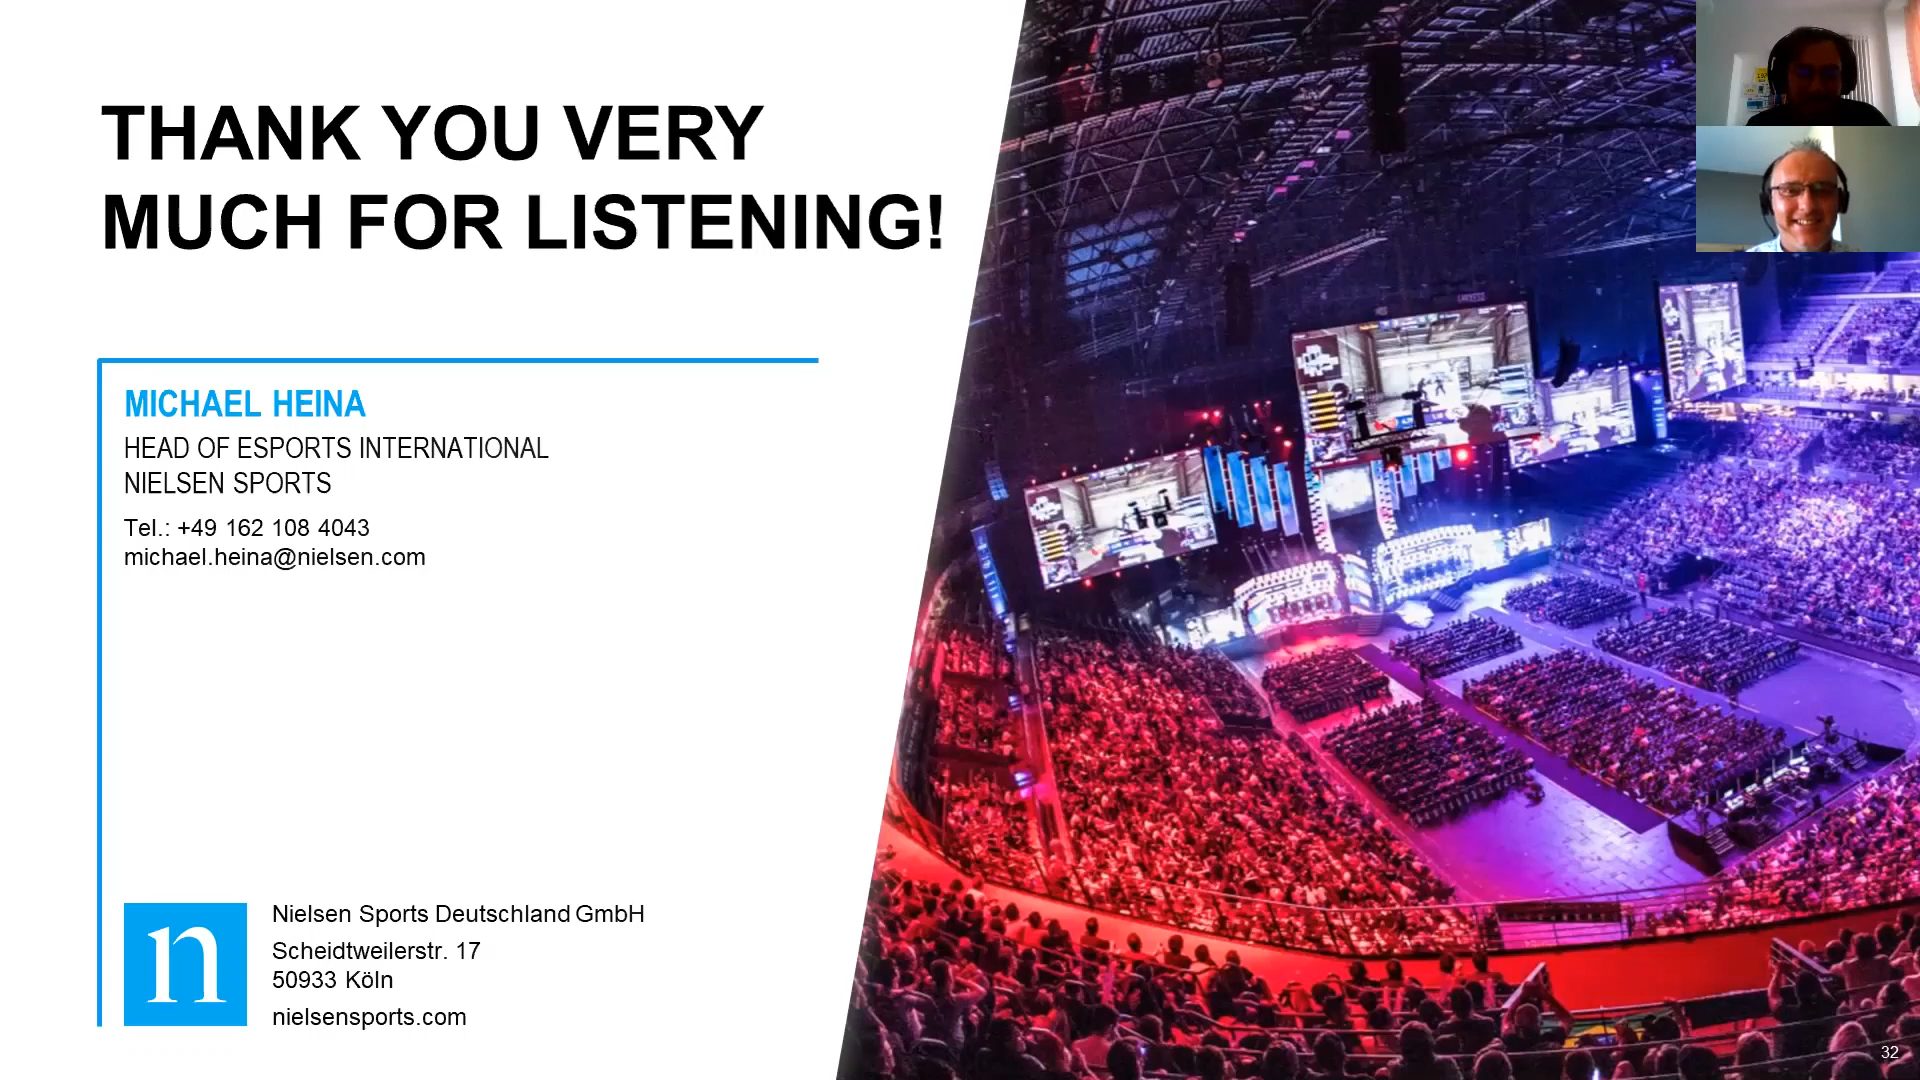 THANK YOU VERY
MUCH FOR LISTENING!
MICHAEL HEINA
HEAD OF ESPORTS INTERNATIONAL
NIELSEN SPORTS
Tel.: +49 162 108 4043
michael.heina@nielsen.com
n
Nielsen Sports Deutschland GmbH
Scheidtweilerstr. 17
50933 Köln
nielsensports.com
32